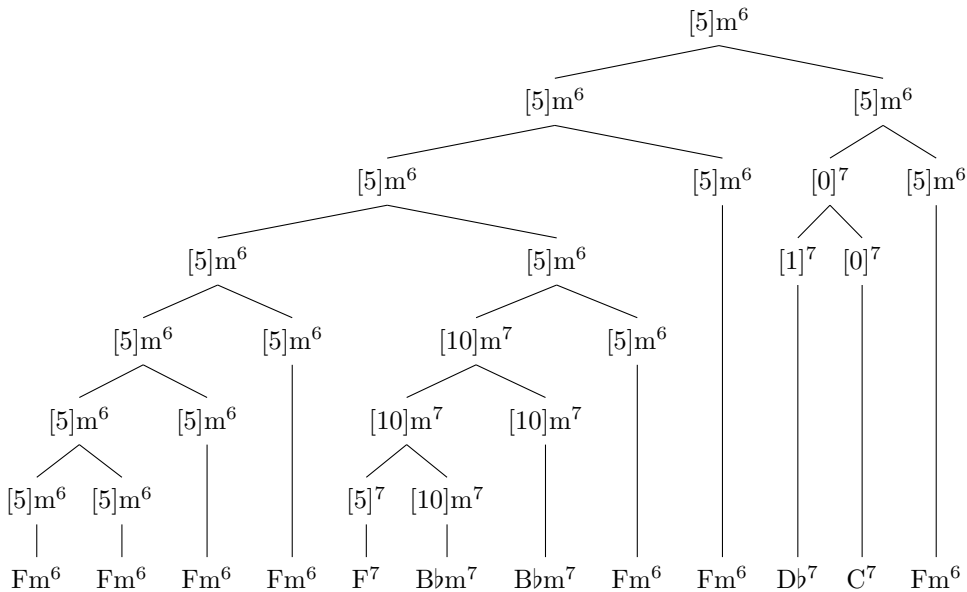 [5]m⁶
[5]m⁶ [5]m⁶
[5]m⁶ [5]m⁶ [0]⁷ [5]m⁶
[5]m⁶ [5]m⁶ [1]⁷ [0]⁷
[5]m⁶ [5]m⁶ [10]m⁷ [5]m⁶
[5]m⁶ [5]m⁶ [10]m⁷ [10]m⁷
[5]m⁶ [5]m⁶ [5]⁷ [10]m⁷
Fm⁶ Fm⁶ Fm⁶ Fm⁶ F⁷ B♭m⁷ B♭m⁷ Fm⁶ Fm⁶ D♭⁷ C⁷ Fm⁶